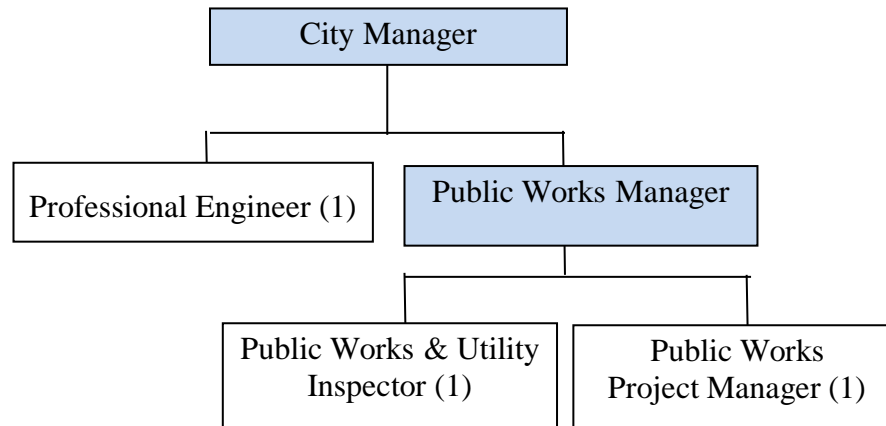 City Manager
Professional Engineer (1)
Public Works Manager
Public Works & Utility
Inspector (1)
Public Works
Project Manager (1)